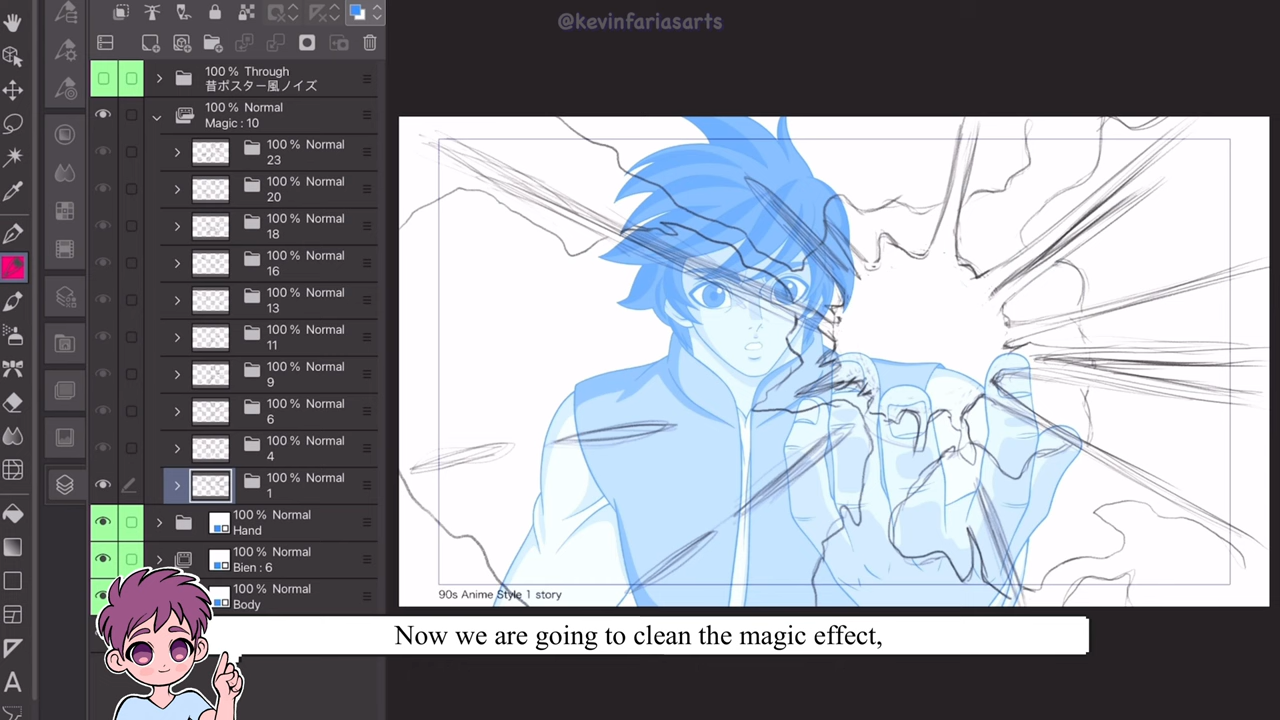 @kevinfariasarts
100 % Through
昔ポスター風ノイズ
100 % Normal
Magic : 10
100 % Normal
23
100 % Normal
20
100 % Normal
18
100 % Normal
16
100 % Normal
13
100 % Normal
11
100 % Normal
9
100 % Normal
6
100 % Normal
4
100 % Normal
1
100 % Normal
Hand
100 % Normal
Bien : 6
100 % Normal
Body
90s Anime Style 1 story
Now we are going to clean the magic effect,